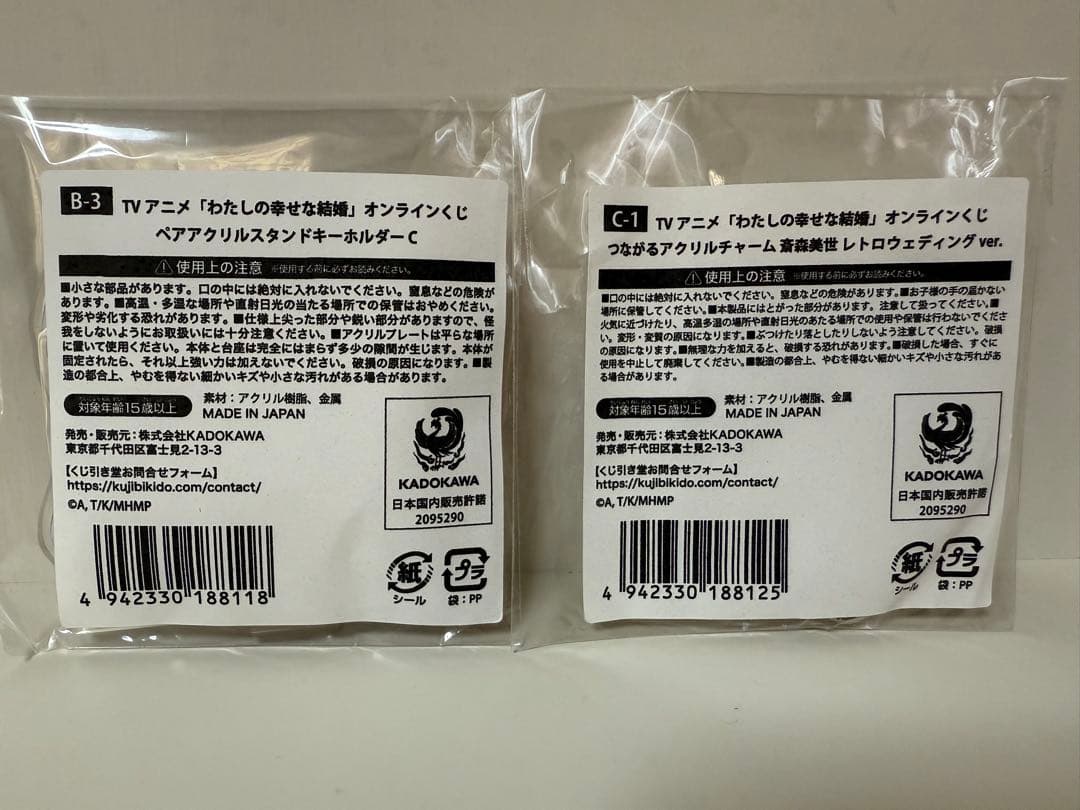 B-3
TV アニメ「わたしの幸せな結婚」オンラインくじ
ペアアクリルスタンドキーホルダー C
⚠使用上の注意 ※使用する前に必ずお読みください。
■小さな部品があります。口の中には絶対に入れないでください。窒息などの危険が
あります。■高温・多湿な場所や直射日光の当たる場所での保管はおやめください。
変形や劣化する恐れがあります。■仕様上尖った部分や鋭い部分がありますので、怪
我をしないようにお取扱いには十分注意ください。■アクリルプレートは平らな場所
に置いて使用ください。本体と台座は完全にはまらず多少の隙間が生じます。本体が
固定されたら、それ以上強い力は加えないでください。破損の原因になります。■製
造の都合上、やむを得ない細かいキズや小さな汚れがある場合があります。
対象年齢15歳以上
素材:アクリル樹脂、金属
MADE IN JAPAN
発売・販売元:株式会社KADOKAWA
東京都千代田区富士見2-13-3
【くじ引き堂お問合せフォーム】
https://kujibikido.com/contact/
©A, T/K/MHMP
KADOKAWA
日本国内販売許諾
2095290
4 942330 188118
紙
シール
プラ
袋:PP
C-1
TV アニメ「わたしの幸せな結婚」オンラインくじ
つながるアクリルチャーム 斎森美世 レトロウェディング ver.
⚠使用上の注意 ※使用する前に必ずお読みください。
■口の中には絶対に入れないでください。窒息などの危険があります。■お子様の手の届かない
場所に保管してください。■本製品にはとがった部分があります。注意して扱ってください。■
火気に近づけたり、高温多湿の場所や直射日光のあたる場所での使用や保管は行わないでくださ
い。変形・変質の原因になります。■ぶつけたり落としたりしないよう注意してください。破損
の原因になります。■無理な力を加えると、破損する恐れがあります。■破損した場合、すぐに
使用を中止して廃棄してください。■製造の都合上、やむを得ない細かいキズや小さな汚れがあ
る場合があります。
対象年齢15歳以上
素材:アクリル樹脂、金属
MADE IN JAPAN
発売・販売元:株式会社KADOKAWA
東京都千代田区富士見2-13-3
【くじ引き堂お問合せフォーム】
https://kujibikido.com/contact/
©A, T/K/MHMP
KADOKAWA
日本国内販売許諾
2095290
4 942330 188125
紙
シール
プラ
袋:PP